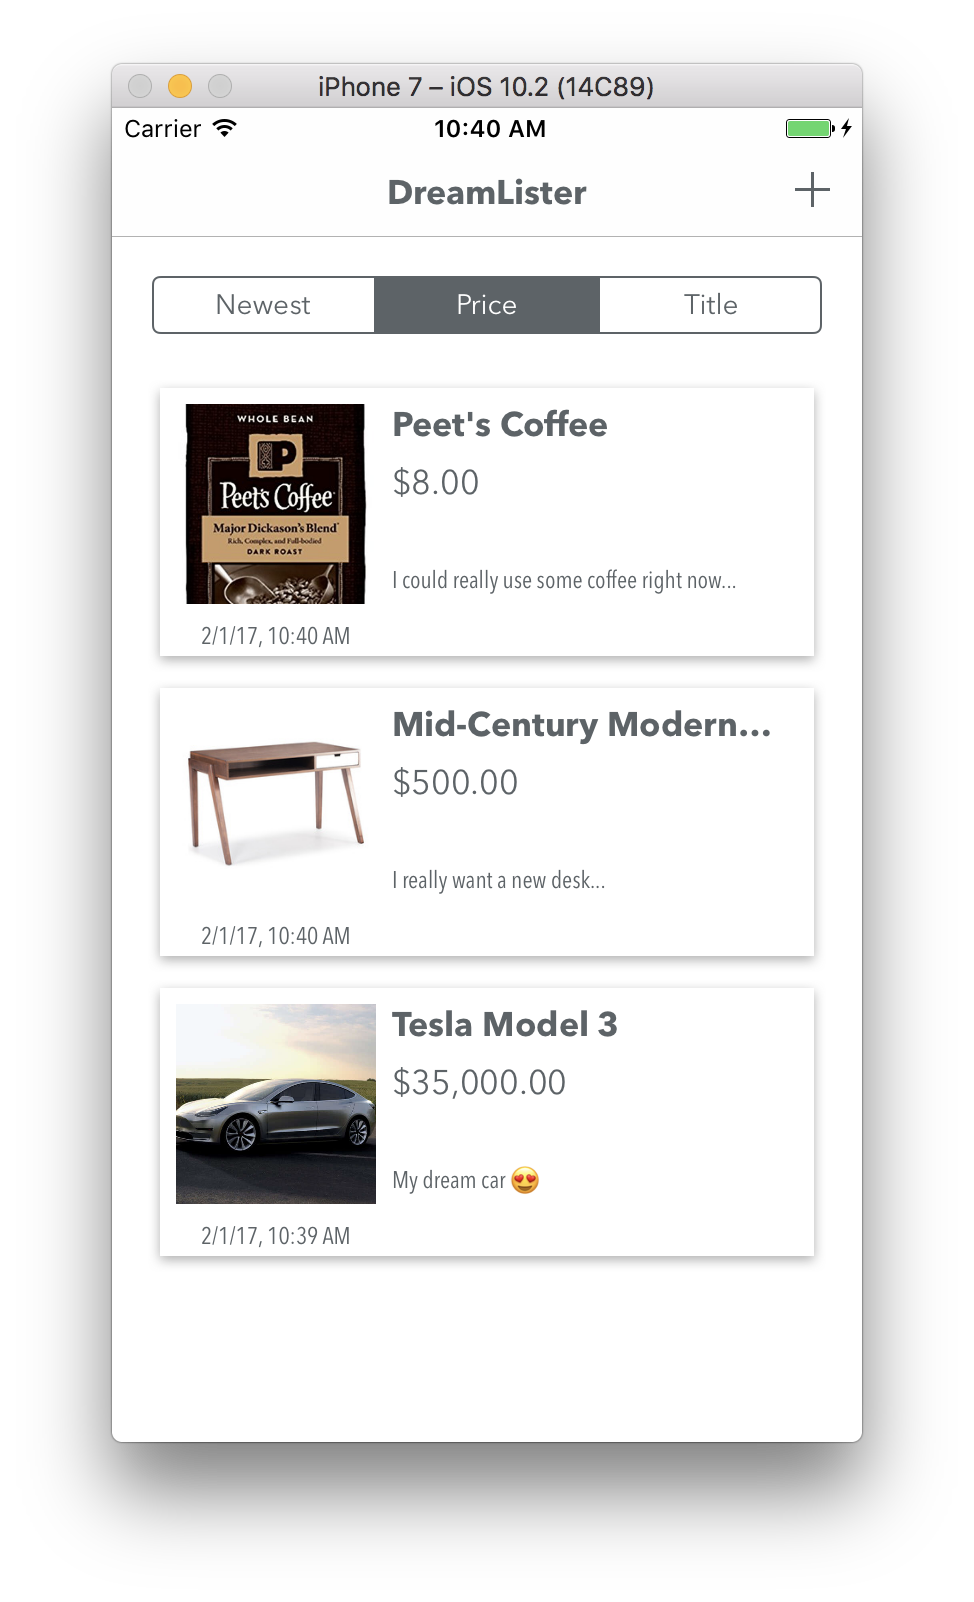 iPhone 7 – iOS 10.2 (14C89)
Carrier 10:40 AM
DreamLister
Newest Price Title
WHOLE BEAN
P
Peet's Coffee
Major Dickason's Blend
Rich, Complex, and Full-bodied
DARK ROAST
2/1/17, 10:40 AM
Peet's Coffee
$8.00
I could really use some coffee right now...
Mid-Century Modern...
$500.00
I really want a new desk...
2/1/17, 10:40 AM
Tesla Model 3
$35,000.00
My dream car 😍
2/1/17, 10:39 AM